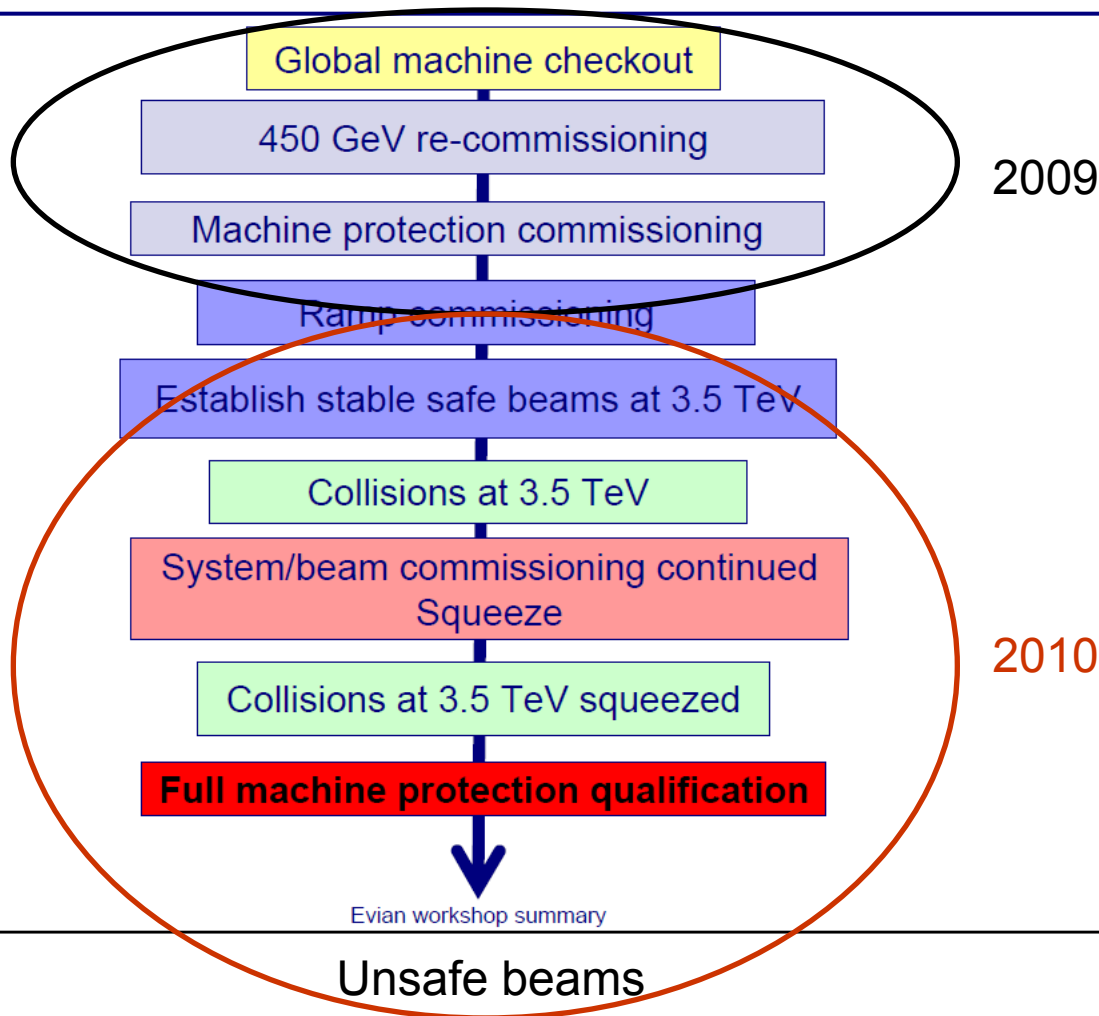 Global machine checkout
450 GeV re-commissioning
2009
Machine protection commissioning
Ramp commissioning
Establish stable safe beams at 3.5 TeV
Collisions at 3.5 TeV
System/beam commissioning continued
Squeeze
2010
Collisions at 3.5 TeV squeezed
Full machine protection qualification
Evian workshop summary
Unsafe beams